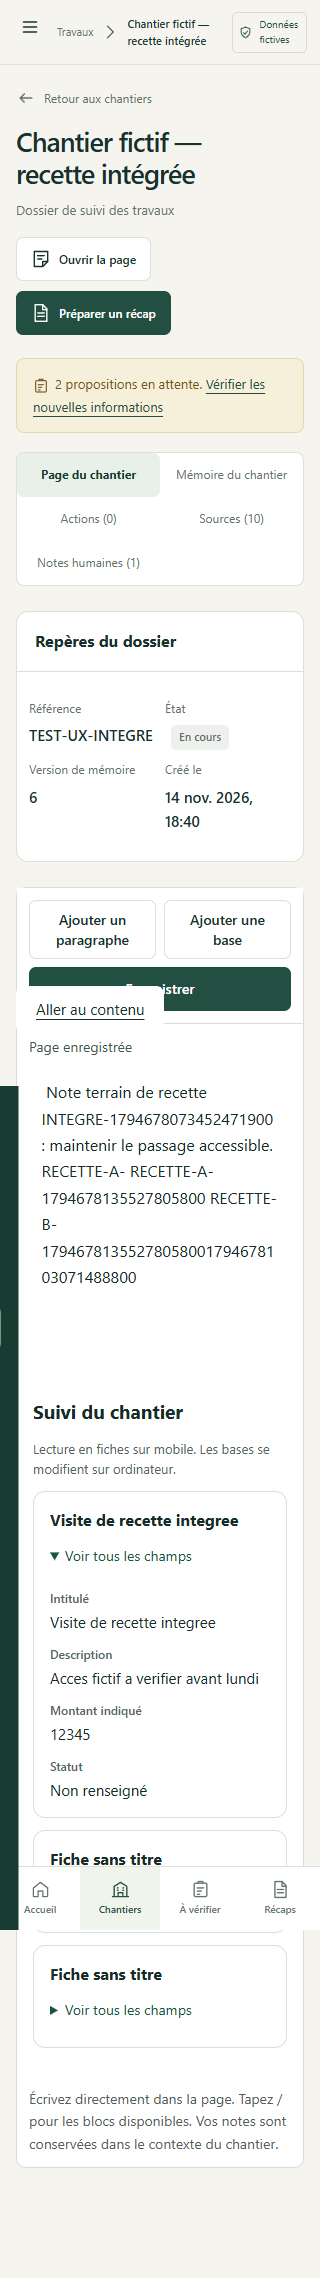 Travaux
Chantier fictif —
recette intégrée
Données
fictives
Retour aux chantiers
Chantier fictif —
recette intégrée
Dossier de suivi des travaux
Ouvrir la page
Préparer un récap
2 propositions en attente. Vérifier les
nouvelles informations
Page du chantier
Mémoire du chantier
Actions (0)
Sources (10)
Notes humaines (1)
Repères du dossier
Référence
État
TEST-UX-INTEGRE
En cours
Version de mémoire
Créé le
6
14 nov. 2026,
18:40
Ajouter un
paragraphe
Ajouter une
base
istrer
Aller au contenu
Page enregistrée
Note terrain de recette
INTEGRE-1794678073452471900
: maintenir le passage accessible.
RECETTE-A- RECETTE-A-
1794678135527805800 RECETTE-
B-
17946781355278058001794678​1
03071488800
Suivi du chantier
Lecture en fiches sur mobile. Les bases se
modifient sur ordinateur.
Visite de recette integree
Voir tous les champs
Intitulé
Visite de recette integree
Description
Acces fictif a verifier avant lundi
Montant indiqué
12345
Statut
Non renseigné
Fiche sans titre
Accueil
Chantiers
À vérifier
Récaps
Fiche sans titre
Voir tous les champs
Écrivez directement dans la page. Tapez /
pour les blocs disponibles. Vos notes sont
conservées dans le contexte du chantier.